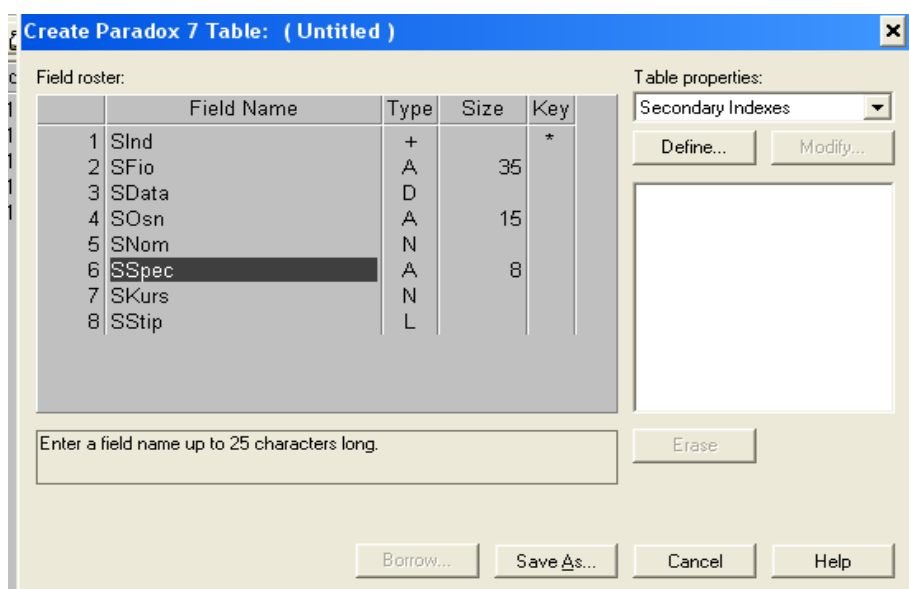 Create Paradox 7 Table: ( Untitled )
Field roster:
Field Name Type Size Key
1 SInd + *
2 SFio A 35
3 SData D
4 SOsn A 15
5 SNom N
6 SSpec A 8
7 SKurs N
8 SStip L
Enter a field name up to 25 characters long.
Table properties:
Secondary Indexes
Define... Modify...
Erase
Borrow... Save As... Cancel Help